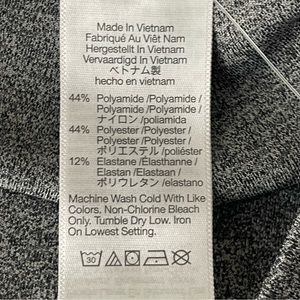 Made In Vietnam
Fabriqué Au Viêt Nam
Hergestellt In Vietnam
Vervaardigd In Vietnam
ベトナム製
hecho en vietnam
44% Polyamide /Polyamide /
Polyamide /Polyamide /
ナイロン /poliamida
44% Polyester /Polyester /
Polyester /Polyester /
ポリエステル /poliéster
12% Elastane /Élasthanne /
Elastan /Elastaan /
ポリウレタン /elastano
Machine Wash Cold With Like
Colors, Non-Chlorine Bleach
Only. Tumble Dry Low. Iron
On Lowest Setting.
30